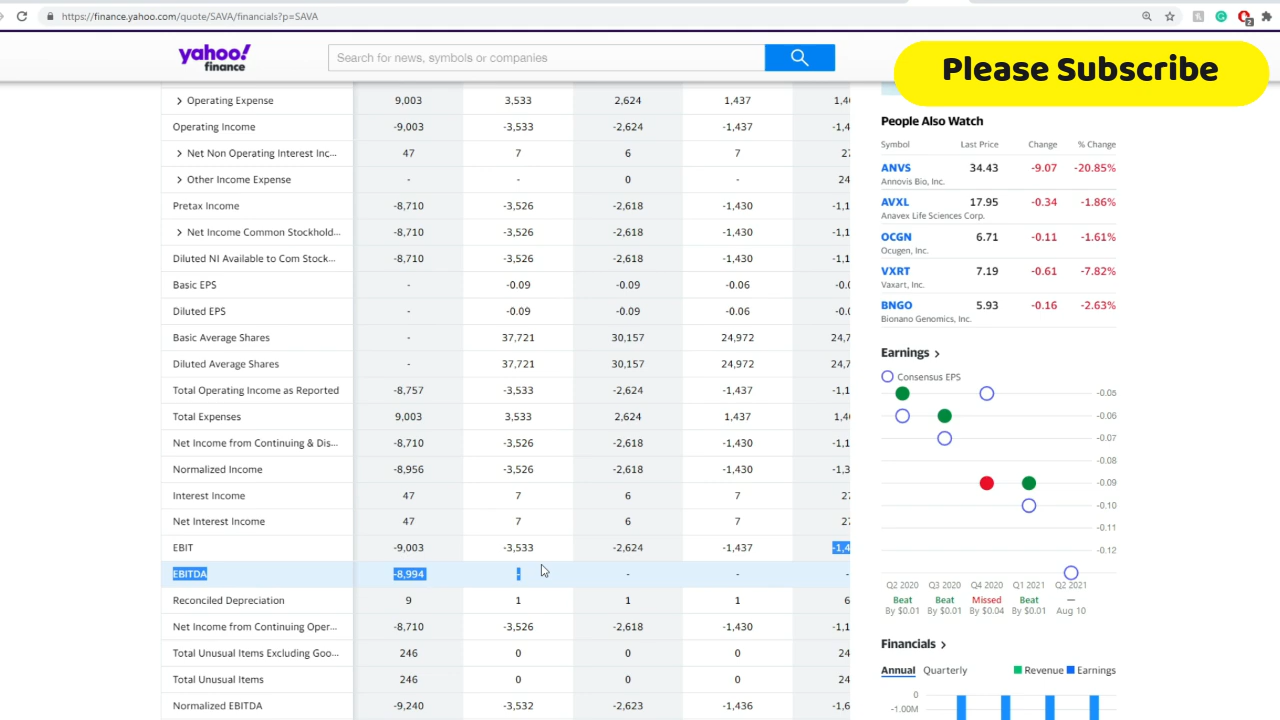 https://finance.yahoo.com/quote/SAVA/financials?p=SAVA
2
yahoo!
finance
Search for news, symbols or companies
Please Subscribe
Operating Expense 9,003 3,533 2,624 1,437
Operating Income -9,003 -3,533 -2,624 -1,437
Net Non Operating Interest Inc... 47 7 6 7
Other Income Expense - - 0 -
Pretax Income -8,710 -3,526 -2,618 -1,430
Net Income Common Stockhold... -8,710 -3,526 -2,618 -1,430
Diluted NI Available to Com Stock... -8,710 -3,526 -2,618 -1,430
Basic EPS - -0.09 -0.09 -0.06
Diluted EPS - -0.09 -0.09 -0.06
Basic Average Shares - 37,721 30,157 24,972
Diluted Average Shares - 37,721 30,157 24,972
Total Operating Income as Reported -8,757 -3,533 -2,624 -1,437
Total Expenses 9,003 3,533 2,624 1,437
Net Income from Continuing & Dis... -8,710 -3,526 -2,618 -1,430
Normalized Income -8,956 -3,526 -2,618 -1,430
Interest Income 47 7 6 7
Net Interest Income 47 7 6 7
EBIT -9,003 -3,533 -2,624 -1,437
EBITDA -8,994 - - - -
Reconciled Depreciation 9 1 1 1 6
Net Income from Continuing Oper... -8,710 -3,526 -2,618 -1,430
Total Unusual Items Excluding Goo... 246 0 0 0
Total Unusual Items 246 0 0 0
Normalized EBITDA -9,240 -3,532 -2,623 -1,436
People Also Watch
Symbol Last Price Change % Change
ANVS 34.43 -9.07 -20.85%
Annovis Bio, Inc.
AVXL 17.95 -0.34 -1.86%
Anavex Life Sciences Corp.
OCGN 6.71 -0.11 -1.61%
Ocugen, Inc.
VXRT 7.19 -0.61 -7.82%
Vaxart, Inc.
BNGO 5.93 -0.16 -2.63%
Bionano Genomics, Inc.
Earnings
Consensus EPS
-0.05
-0.06
-0.07
-0.08
-0.09
-0.10
-0.11
-0.12
Q2 2020 Q3 2020 Q4 2020 Q1 2021 Q2 2021
Beat Beat Missed Beat —
By $0.01 By $0.01 By $0.04 By $0.01 Aug 10
Financials
Annual Quarterly Revenue Earnings
0
-1.00M